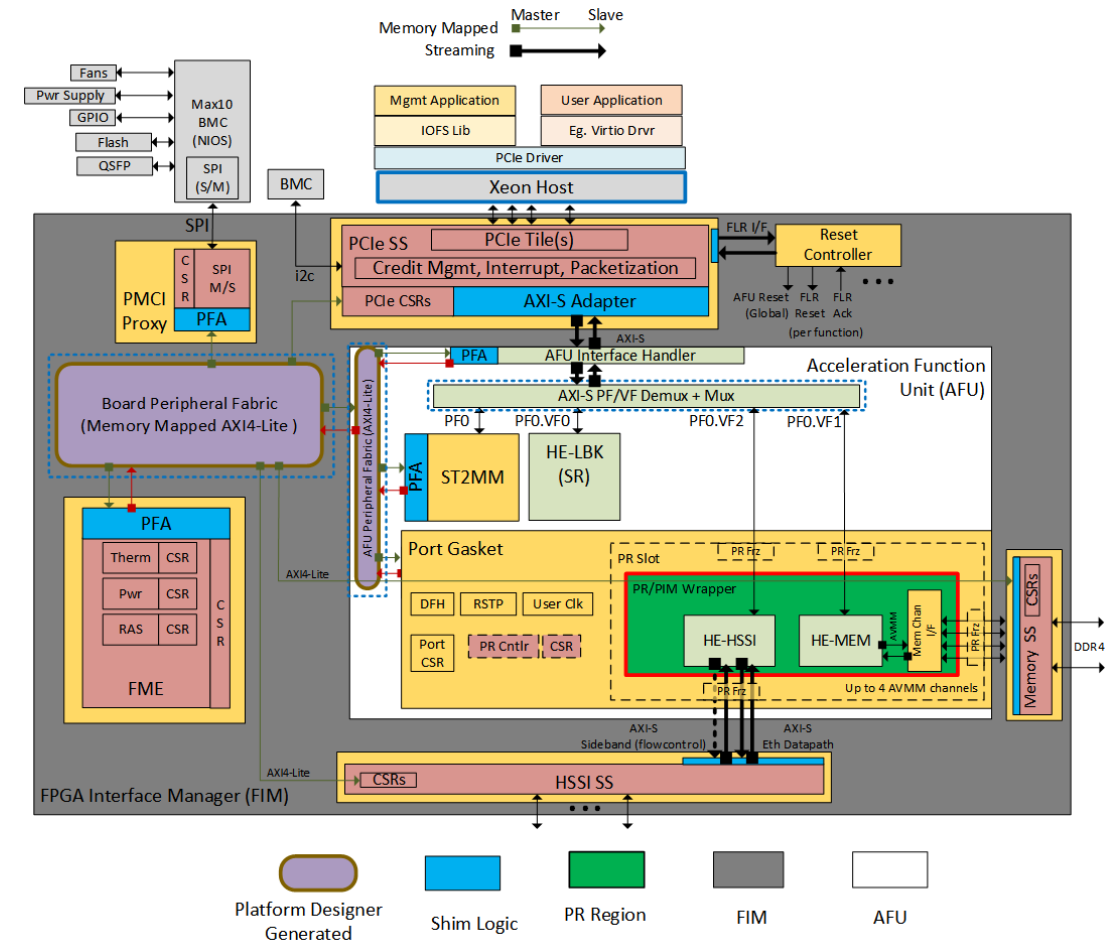 Master
Slave
Memory Mapped
Streaming
Fans
Pwr Supply
GPIO
Flash
QSFP
Max10
BMC
(NIOS)
SPI
(S/M)
BMC
Mgmt Application
User Application
IOFS Lib
Eg. Virtio Drvr
PCIe Driver
Xeon Host
SPI
i2c
PCIe SS
PCIe Tile(s)
Credit Mgmt, Interrupt, Packetization
PCIe CSRs
AXI-S Adapter
FLR I/F
Reset
Controller
AFU Reset
(Global)
FLR
Reset
FLR
Ack
(per function)
PMCI
Proxy
C
S
R
SPI
M/S
PFA
AXI-S
PFA
AFU Interface Handler
Acceleration Function
Unit (AFU)
Board Peripheral Fabric
(Memory Mapped AXI4-Lite )
AFU Peripheral Fabric (AXI4-Lite)
AXI-S PF/VF Demux + Mux
PF0
PF0.VF0
PF0.VF2
PF0.VF1
PFA
ST2MM
HE-LBK
(SR)
PFA
Therm
CSR
Pwr
CSR
RAS
CSR
C
S
R
FME
Port Gasket
PR Slot
PR Frz
PR Frz
AXI4-Lite
PR/PIM Wrapper
DFH
RSTP
User Clk
Port
CSR
PR Cntlr
CSR
HE-HSSI
HE-MEM
AVMM
Mem Chan
I/F
PR Frz
PR Frz
Up to 4 AVMM channels
Memory SS
CSRs
DDR4
AXI-S
Sideband (flowcontrol)
AXI-S
Eth Datapath
AXI4-Lite
CSRs
HSSI SS
FPGA Interface Manager (FIM)
Platform Designer
Generated
Shim Logic
PR Region
FIM
AFU